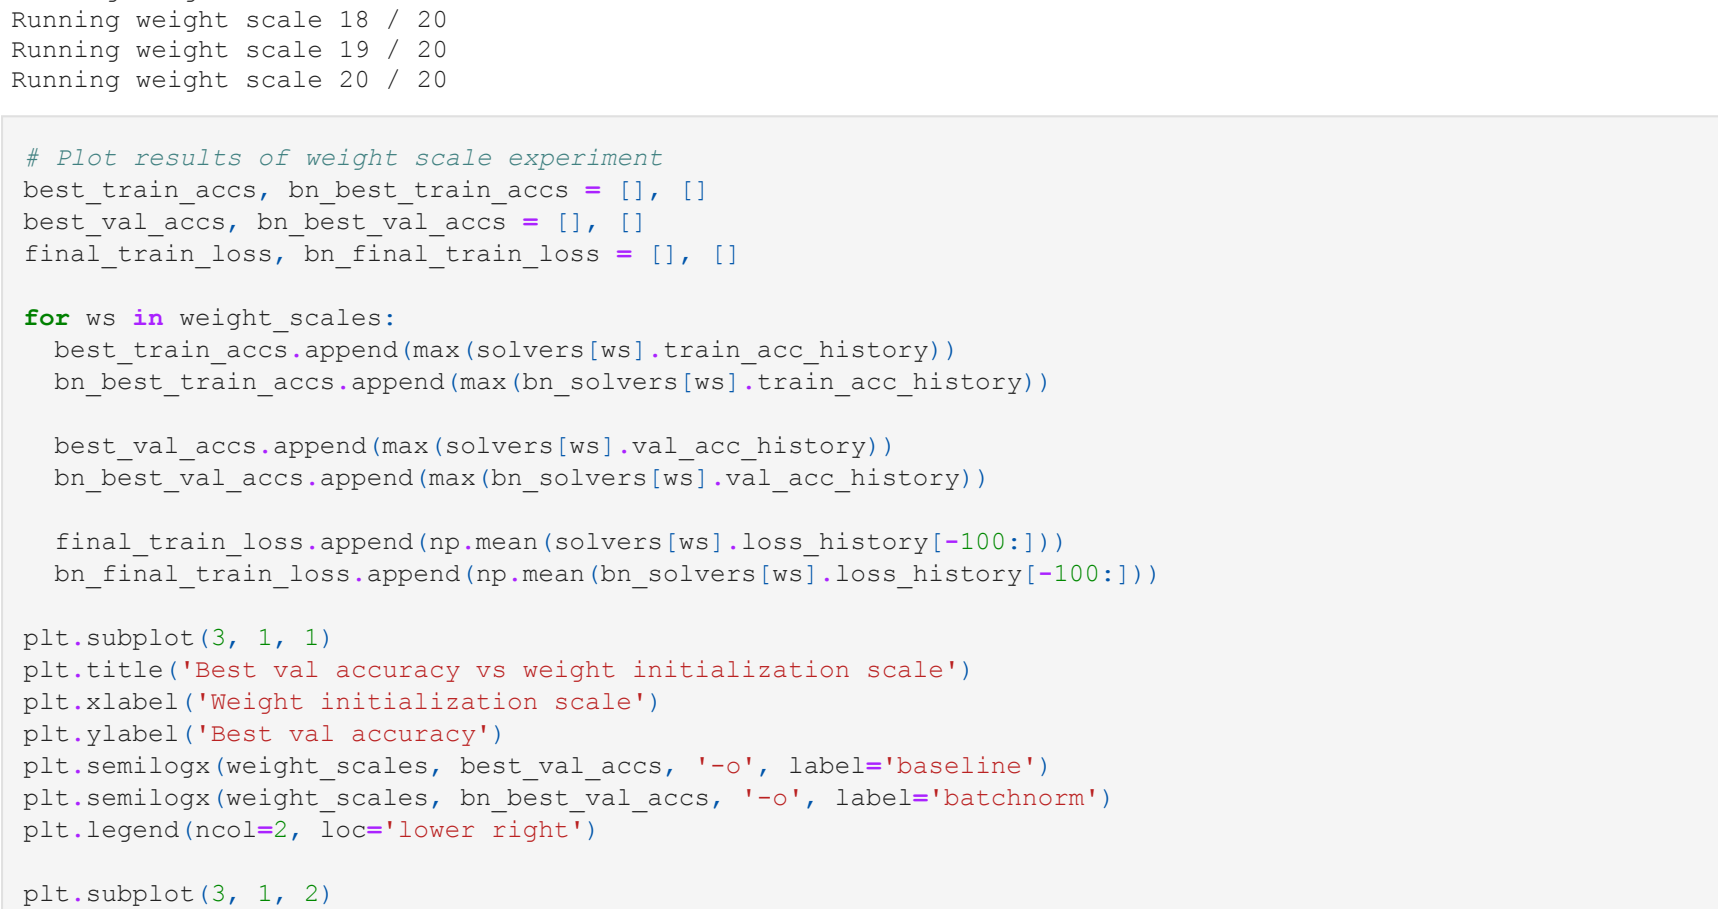 Running weight scale 18 / 20
Running weight scale 19 / 20
Running weight scale 20 / 20
# Plot results of weight scale experiment
best_train_accs, bn_best_train_accs = [], []
best_val_accs, bn_best_val_accs = [], []
final_train_loss, bn_final_train_loss = [], []
for ws in weight_scales:
  best_train_accs.append(max(solvers[ws].train_acc_history))
  bn_best_train_accs.append(max(bn_solvers[ws].train_acc_history))
  best_val_accs.append(max(solvers[ws].val_acc_history))
  bn_best_val_accs.append(max(bn_solvers[ws].val_acc_history))
  final_train_loss.append(np.mean(solvers[ws].loss_history[-100:]))
  bn_final_train_loss.append(np.mean(bn_solvers[ws].loss_history[-100:]))
plt.subplot(3, 1, 1)
plt.title('Best val accuracy vs weight initialization scale')
plt.xlabel('Weight initialization scale')
plt.ylabel('Best val accuracy')
plt.semilogx(weight_scales, best_val_accs, '-o', label='baseline')
plt.semilogx(weight_scales, bn_best_val_accs, '-o', label='batchnorm')
plt.legend(ncol=2, loc='lower right')
plt.subplot(3, 1, 2)